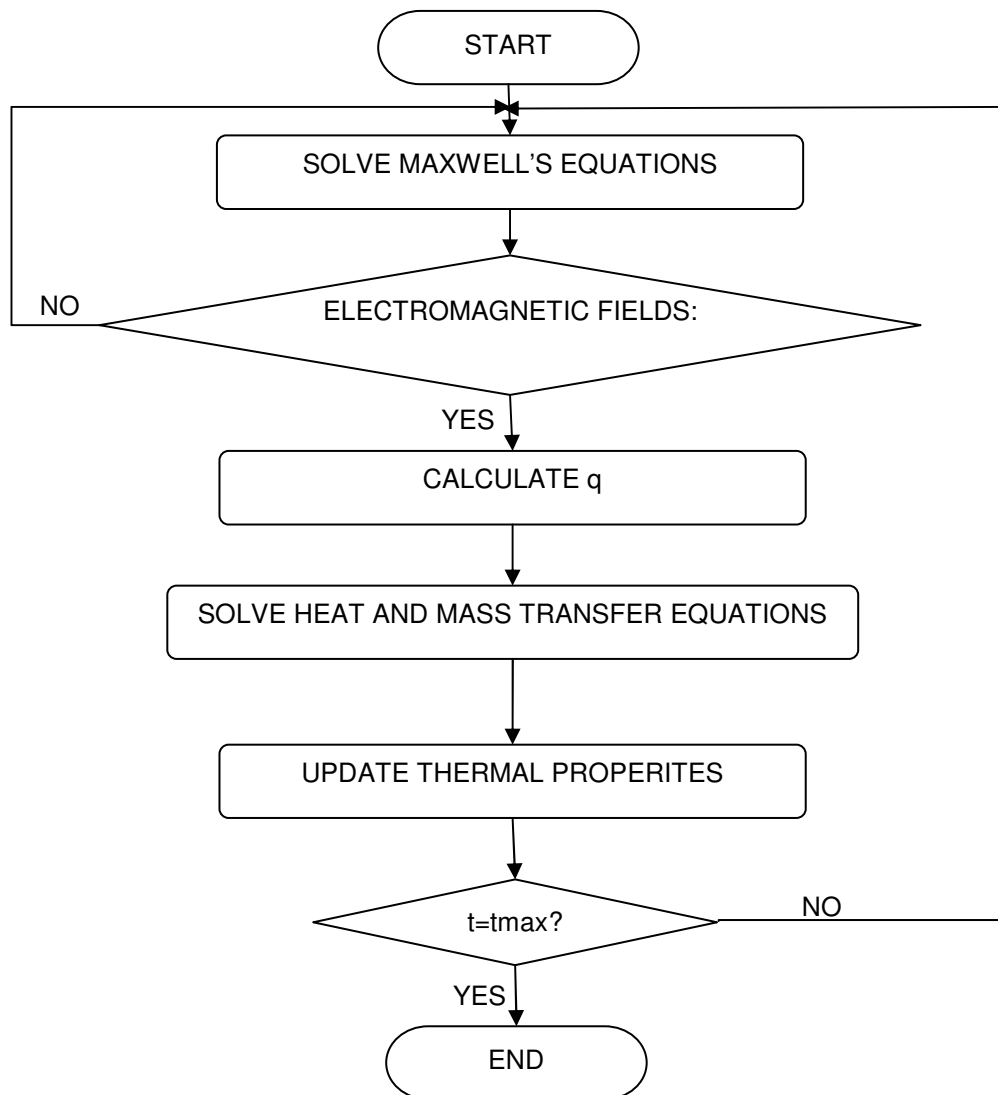 START
SOLVE MAXWELL'S EQUATIONS
ELECTROMAGNETIC FIELDS:
NO
YES
CALCULATE q
SOLVE HEAT AND MASS TRANSFER EQUATIONS
UPDATE THERMAL PROPERITES
t=tmax?
NO
YES
END